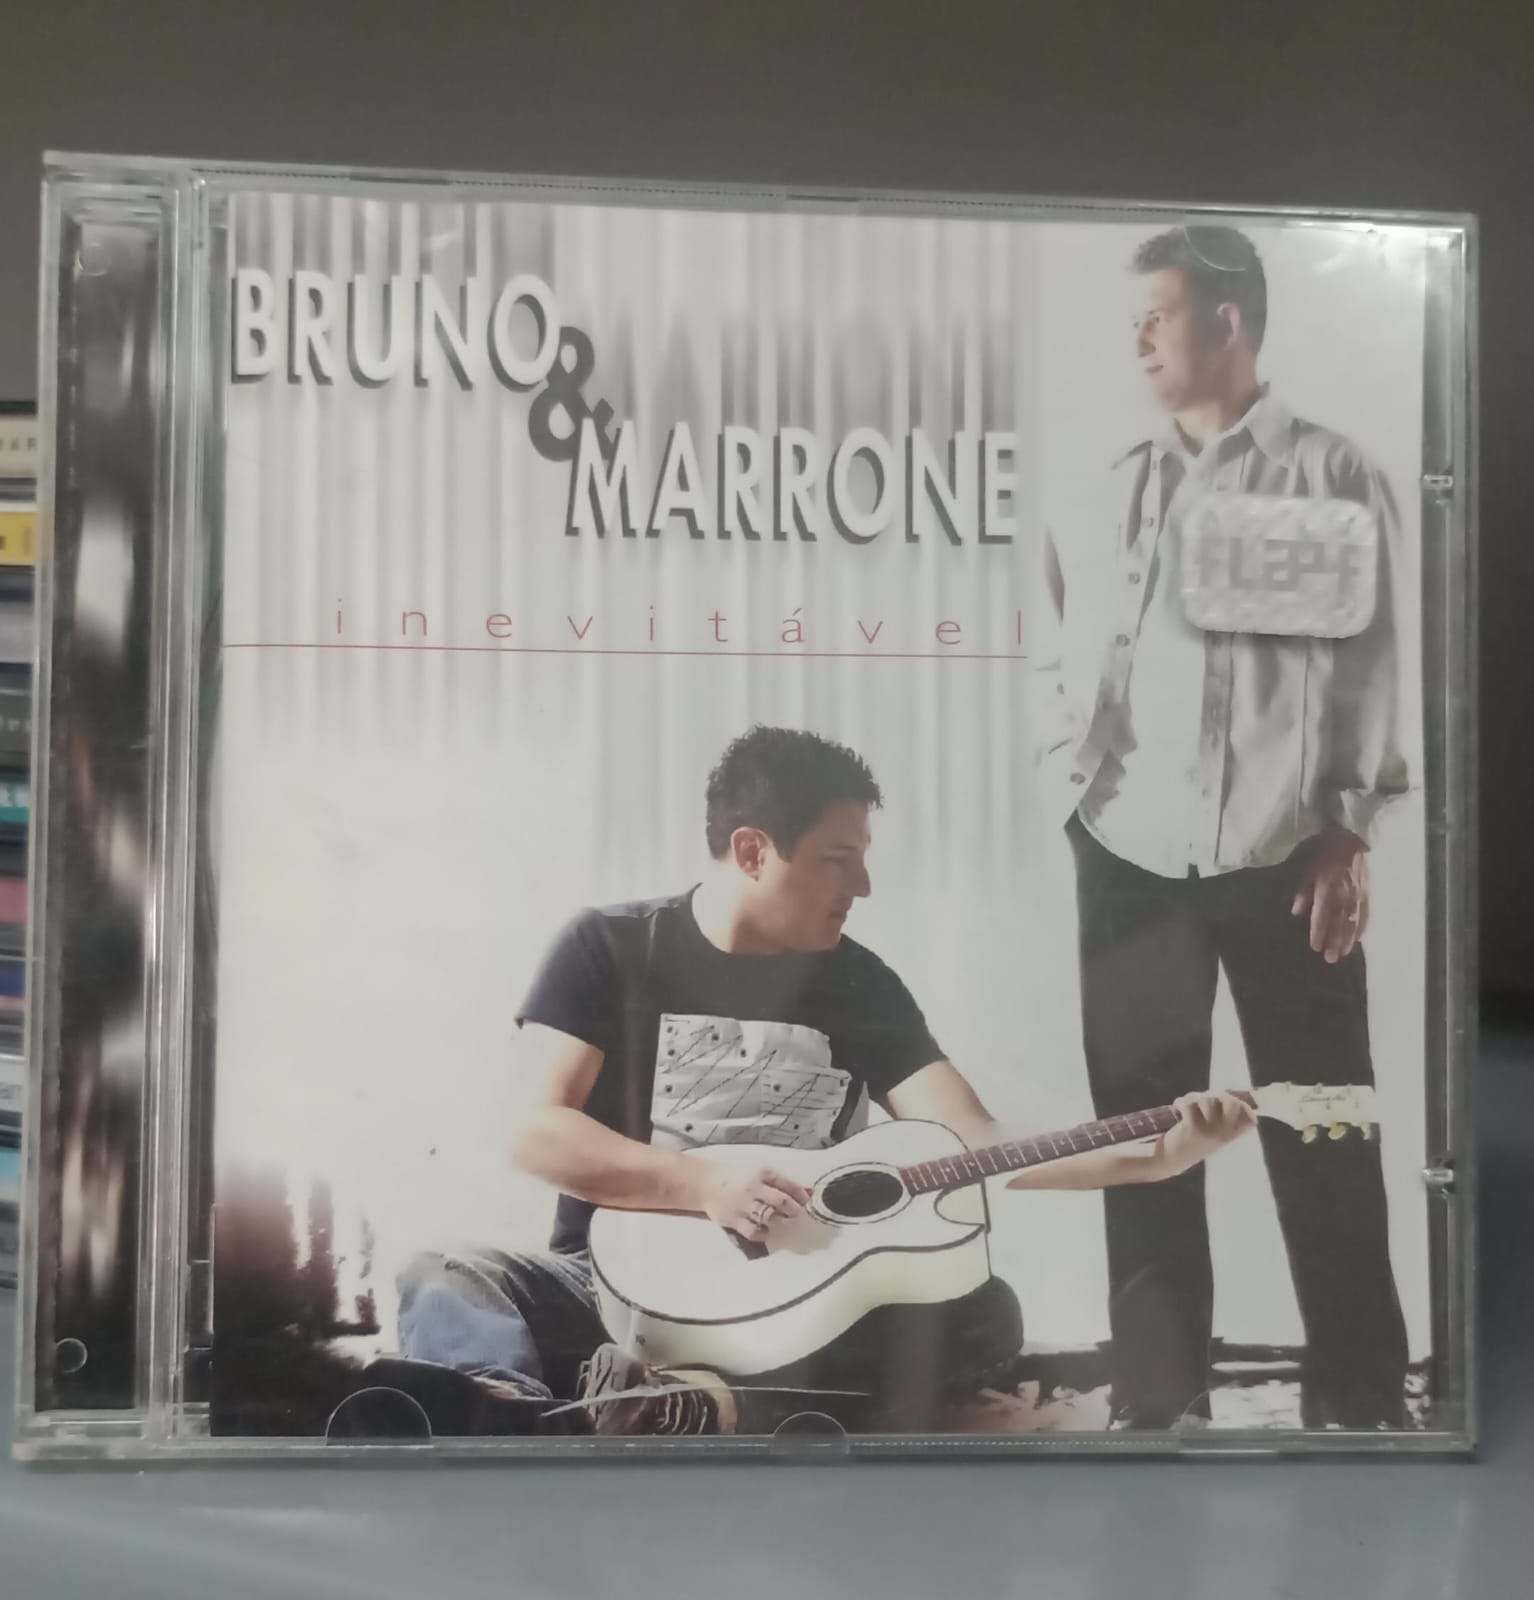 BRUNO
&
MARRONE
inevitável